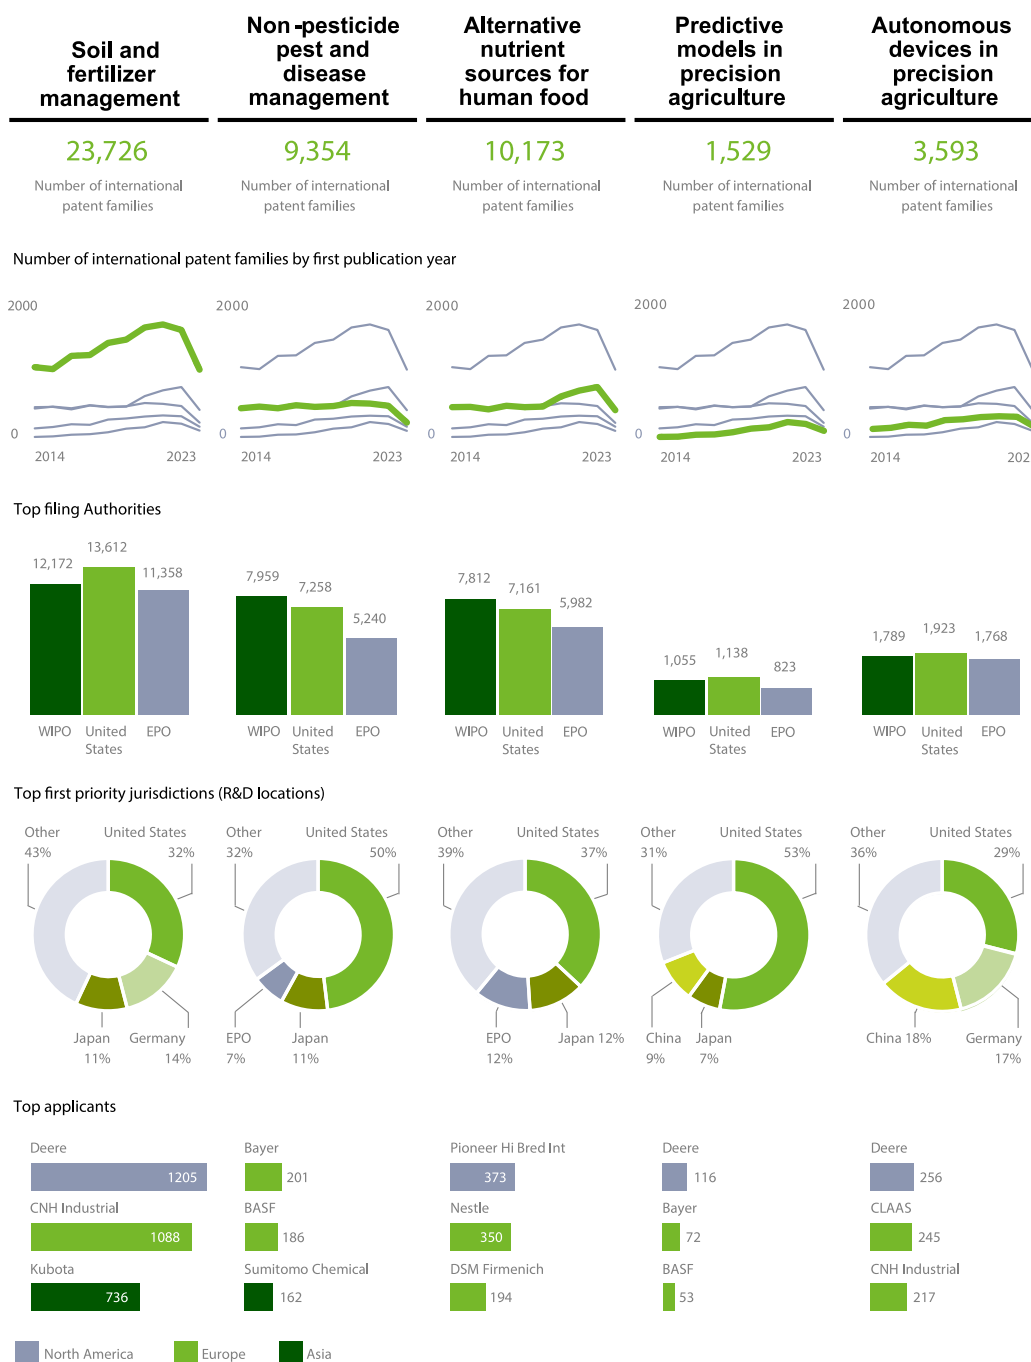 Soil and
fertilizer
management
Non-pesticide
pest and
disease
management
Alternative
nutrient
sources for
human food
Predictive
models in
precision
agriculture
Autonomous
devices in
precision
agriculture
23,726
9,354
10,173
1,529
3,593
Number of international
patent families
Number of international
patent families
Number of international
patent families
Number of international
patent families
Number of international
patent families
Number of international patent families by first publication year
2000
0
2014
2023
2000
0
2014
2023
2000
0
2014
2023
2000
0
2014
2023
2000
0
2014
Top filing Authorities
12,172
13,612
11,358
WIPO
United
States
EPO
7,959
7,258
5,240
WIPO
United
States
EPO
7,812
7,161
5,982
WIPO
United
States
EPO
1,055
1,138
823
WIPO
United
States
EPO
1,789
1,923
1,768
WIPO
United
States
EPO
Top first priority jurisdictions (R&D locations)
Other
43%
United States
32%
Japan
11%
Germany
14%
Other
32%
United States
50%
EPO
7%
Japan
11%
Other
39%
United States
37%
EPO
12%
Japan 12%
Other
31%
United States
53%
China
9%
Japan
7%
Other
36%
United States
29%
China 18%
Germany
17%
Top applicants
Deere
1205
CNH Industrial
1088
Kubota
736
Bayer
201
BASF
186
Sumitomo Chemical
162
Pioneer Hi Bred Int
373
Nestle
350
DSM Firmenich
194
Deere
116
Bayer
72
BASF
53
Deere
256
CLAAS
245
CNH Industrial
217
North America
Europe
Asia